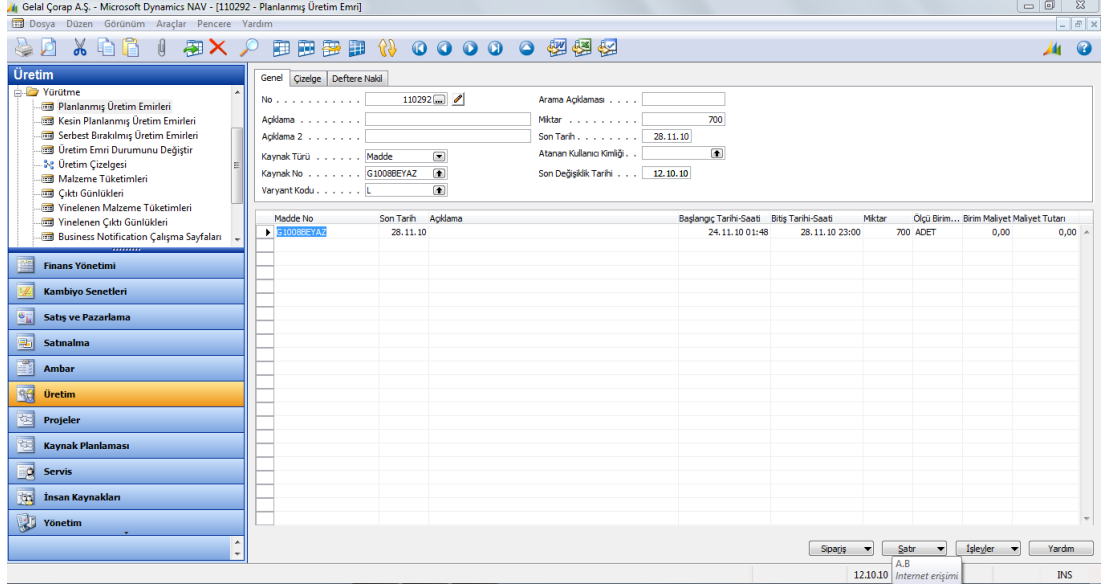 Gelal Çorap A.Ş. - Microsoft Dynamics NAV - [110292 - Planlanmış Üretim Emri]
Dosya Düzen Görünüm Araçlar Pencere Yardım
Üretim
Yürütme
Planlanmış Üretim Emirleri
Kesin Planlanmış Üretim Emirleri
Serbest Bırakılmış Üretim Emirleri
Üretim Emri Durumunu Değiştir
Üretim Çizelgesi
Malzeme Tüketimleri
Çıktı Günlükleri
Yinelenen Malzeme Tüketimleri
Yinelenen Çıktı Günlükleri
Business Notification Çalışma Sayfaları
Finans Yönetimi
Kambiyo Senetleri
Satış ve Pazarlama
Satınalma
Ambar
Üretim
Projeler
Kaynak Planlaması
Servis
İnsan Kaynakları
Yönetim
Genel Çizelge Deftere Nakil
No . . . . . . . . . . . 110292 Arama Açıklaması . . . .
Açıklama . . . . . . . . Miktar . . . . . . . . . 700
Açıklama 2 . . . . . . . Son Tarih . . . . . . . . 28.11.10
Kaynak Türü . . . . . . Madde Atanan Kullanıcı Kimliği . .
Kaynak No . . . . . . . G1008BEYAZ Son Değişiklik Tarihi . . . 12.10.10
Varyant Kodu . . . . . . L
Madde No Son Tarih Açıklama Başlangıç Tarihi-Saati Bitiş Tarihi-Saati Miktar Ölçü Birim... Birim Maliyet Maliyet Tutarı
G1008BEYAZ 28.11.10 24.11.10 01:48 28.11.10 23:00 700 ADET 0,00 0,00
Sipariş Satır İşlevler Yardım
A.B
İnternet erişimi
12.10.10 INS